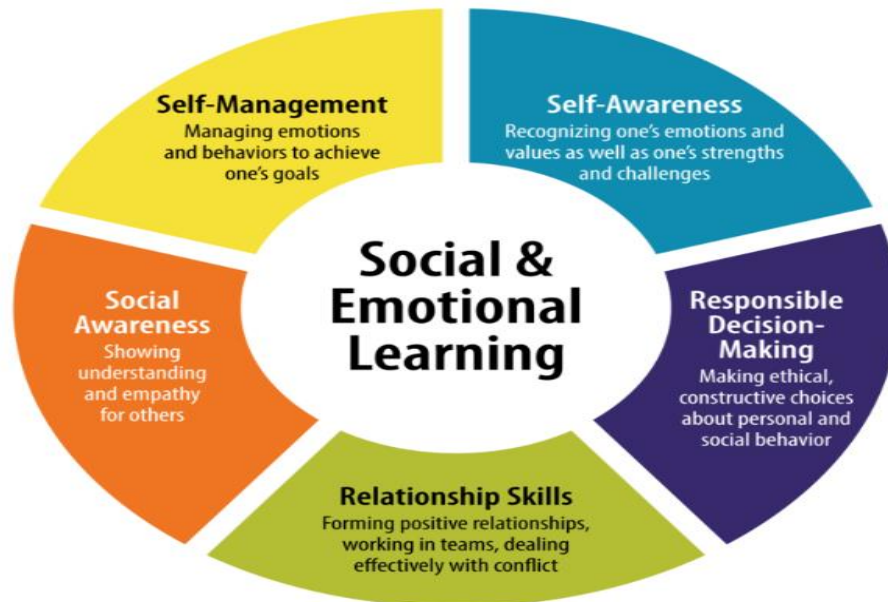 Self-Management
Managing emotions
and behaviors to achieve
one's goals
Self-Awareness
Recognizing one's emotions and
values as well as one's strengths
and challenges
Social &
Emotional
Learning
Social
Awareness
Showing
understanding
and empathy
for others
Responsible
Decision-
Making
Making ethical,
constructive choices
about personal and
social behavior
Relationship Skills
Forming positive relationships,
working in teams, dealing
effectively with conflict